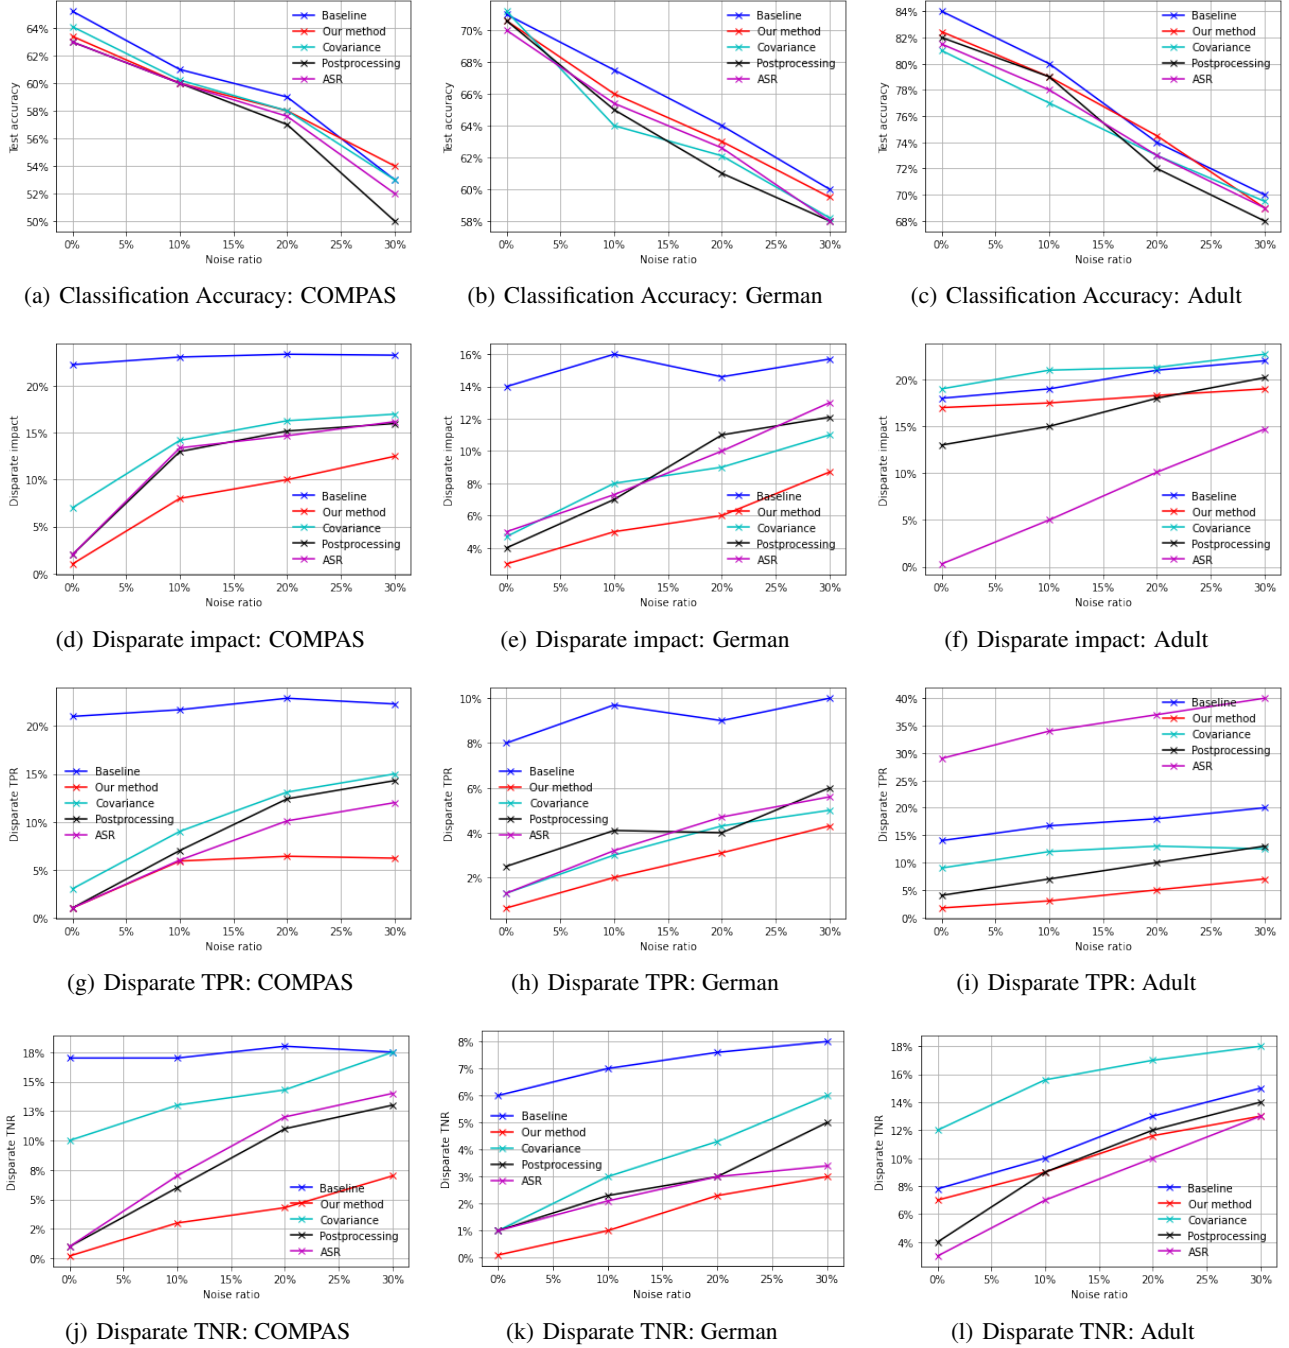 64%
62%
60%
58%
56%
54%
52%
50%
Test accuracy
0% 5% 10% 15% 20% 25% 30%
Noise ratio
Baseline
Our method
Covariance
Postprocessing
ASR
(a) Classification Accuracy: COMPAS
70%
68%
66%
64%
62%
60%
58%
Test accuracy
0% 5% 10% 15% 20% 25% 30%
Noise ratio
Baseline
Our method
Covariance
Postprocessing
ASR
(b) Classification Accuracy: German
84%
82%
80%
78%
76%
74%
72%
70%
68%
Test accuracy
0% 5% 10% 15% 20% 25% 30%
Noise ratio
Baseline
Our method
Covariance
Postprocessing
ASR
(c) Classification Accuracy: Adult
20%
15%
10%
5%
0%
Disparate impact
0% 5% 10% 15% 20% 25% 30%
Noise ratio
Baseline
Our method
Covariance
Postprocessing
ASR
(d) Disparate impact: COMPAS
16%
14%
12%
10%
8%
6%
4%
Disparate impact
0% 5% 10% 15% 20% 25% 30%
Noise ratio
Baseline
Our method
Covariance
Postprocessing
ASR
(e) Disparate impact: German
20%
15%
10%
5%
0%
Disparate impact
0% 5% 10% 15% 20% 25% 30%
Noise ratio
Baseline
Our method
Covariance
Postprocessing
ASR
(f) Disparate impact: Adult
20%
15%
10%
5%
0%
Disparate TPR
0% 5% 10% 15% 20% 25% 30%
Noise ratio
Baseline
Our method
Covariance
Postprocessing
ASR
(g) Disparate TPR: COMPAS
10%
8%
6%
4%
2%
Disparate TPR
0% 5% 10% 15% 20% 25% 30%
Noise ratio
Baseline
Our method
Covariance
Postprocessing
ASR
(h) Disparate TPR: German
40%
35%
30%
25%
20%
15%
10%
5%
0%
Disparate TPR
0% 5% 10% 15% 20% 25% 30%
Noise ratio
Baseline
Our method
Covariance
Postprocessing
ASR
(i) Disparate TPR: Adult
18%
15%
13%
10%
8%
5%
2%
0%
Disparate TNR
0% 5% 10% 15% 20% 25% 30%
Noise ratio
Baseline
Our method
Covariance
Postprocessing
ASR
(j) Disparate TNR: COMPAS
8%
7%
6%
5%
4%
3%
2%
1%
0%
Disparate TNR
0% 5% 10% 15% 20% 25% 30%
Noise ratio
Baseline
Our method
Covariance
Postprocessing
ASR
(k) Disparate TNR: German
18%
16%
14%
12%
10%
8%
6%
4%
Disparate TNR
0% 5% 10% 15% 20% 25% 30%
Noise ratio
Baseline
Our method
Covariance
Postprocessing
ASR
(l) Disparate TNR: Adult